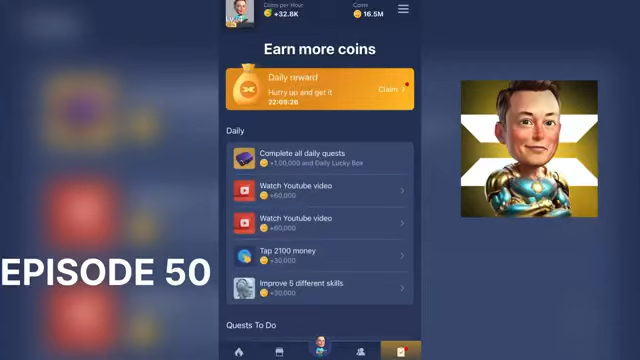 Coins per Hour
+32.8K
Coins
16.5M
Earn more coins
Daily reward
Hurry up and get it
22:09:26
Claim
Daily
Complete all daily quests
+1,00,000 and Daily Lucky Box
Watch Youtube video
+60,000
Watch Youtube video
+60,000
Tap 2100 money
+30,000
Improve 5 different skills
+30,000
Quests To Do
EPISODE 50